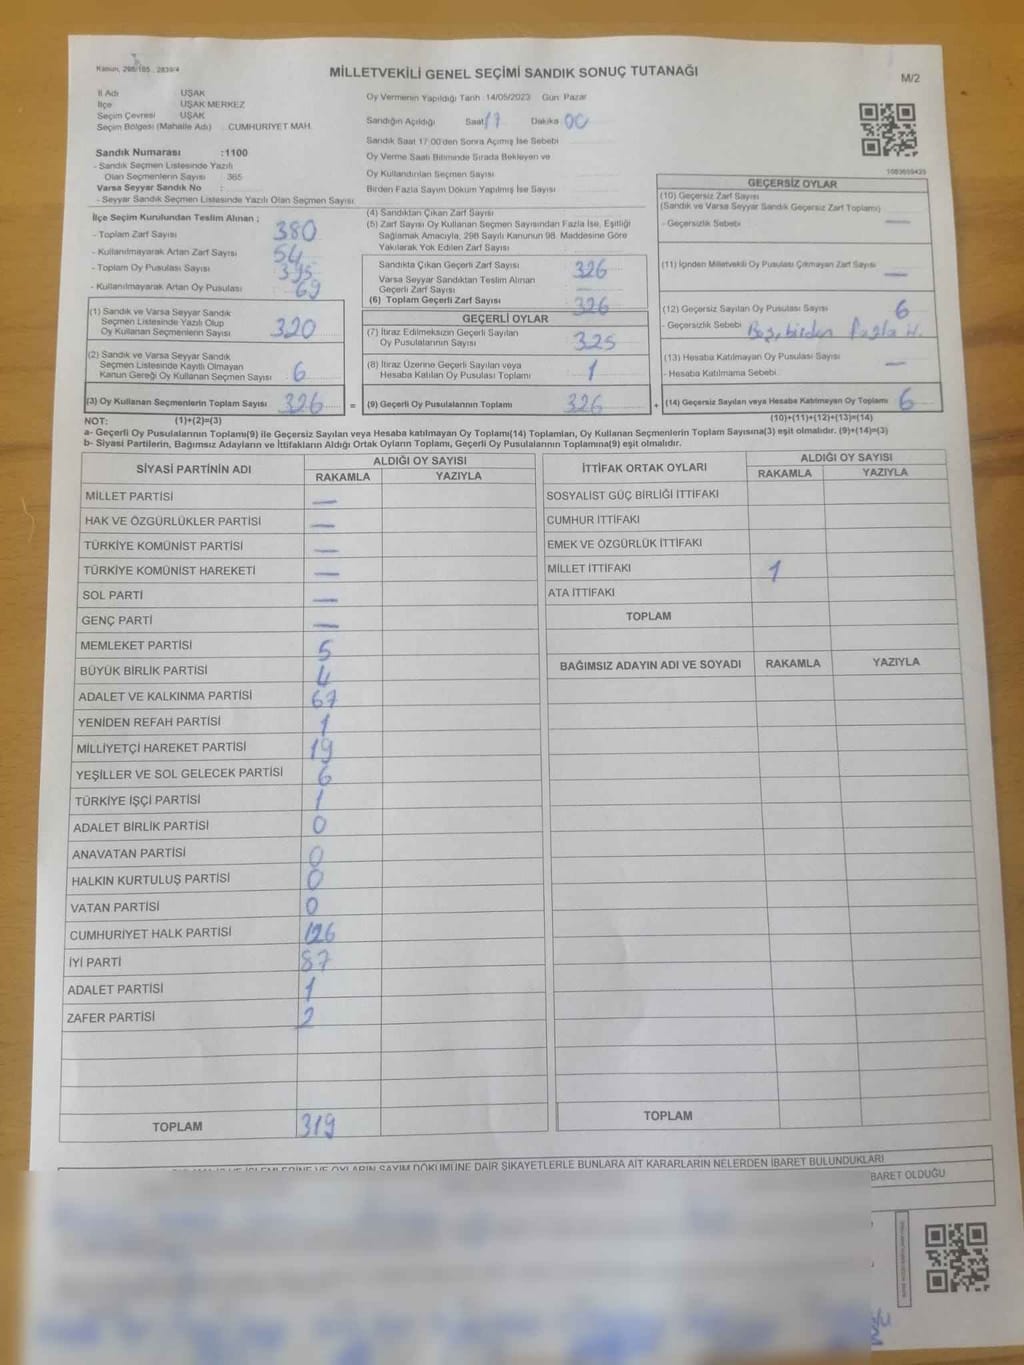 Kanun, 298/105 , 2839/4
MİLLETVEKİLİ GENEL SEÇİMİ SANDIK SONUÇ TUTANAĞI
M/2
İl Adı UŞAK
İlçe UŞAK MERKEZ
Seçim Çevresi UŞAK
Seçim Bölgesi (Mahalle Adı) CUMHURİYET MAH.
Sandık Numarası :1100
- Sandık Seçmen Listesinde Yazılı
Olan Seçmenlerin Sayısı 365
Varsa Seyyar Sandık No :
- Seyyar Sandık Seçmen Listesinde Yazılı Olan Seçmen Sayısı
Oy Vermenin Yapıldığı Tarih :14/05/2023 Gün: Pazar
Sandığın Açıldığı Saat 17 Dakika 00
Sandık Saat 17:00'den Sonra Açımış İse Sebebi
Oy Verme Saati Bitiminde Sırada Bekleyen ve
Oy Kullandırılan Seçmen Sayısı
Birden Fazla Sayım Döküm Yapılmış İse Sayısı
İlçe Seçim Kurulundan Teslim Alınan ;
- Toplam Zarf Sayısı 380
- Kullanılmayarak Artan Zarf Sayısı 54
- Toplam Oy Pusulası Sayısı 395
- Kullanılmayarak Artan Oy Pusulası 69
(1) Sandık ve Varsa Seyyar Sandık
Seçmen Listesinde Yazılı Olup
Oy Kullanan Seçmenlerin Sayısı 320
(2) Sandık ve Varsa Seyyar Sandık
Seçmen Listesinde Kayıtlı Olmayan
Kanun Gereği Oy Kullanan Seçmen Sayısı 6
(3) Oy Kullanan Seçmenlerin Toplam Sayısı 326
(4) Sandıktan Çıkan Zarf Sayısı
(5) Zarf Sayısı Oy Kullanan Seçmen Sayısından Fazla İse, Eşitliği
Sağlamak Amacıyla, 298 Sayılı Kanunun 98. Maddesine Göre
Yakılarak Yok Edilen Zarf Sayısı
Sandıkta Çıkan Geçerli Zarf Sayısı 326
Varsa Seyyar Sandıktan Teslim Alınan
Geçerli Zarf Sayısı
(6) Toplam Geçerli Zarf Sayısı 326
GEÇERLİ OYLAR
(7) İtiraz Edilmeksizin Geçerli Sayılan
Oy Pusulalarının Sayısı 325
(8) İtiraz Üzerine Geçerli Sayılan veya
Hesaba Katılan Oy Pusulası Toplamı 1
= (9) Geçerli Oy Pusulalarının Toplamı 326 +
1083659425
GEÇERSİZ OYLAR
(10) Geçersiz Zarf Sayısı
(Sandık ve Varsa Seyyar Sandık Geçersiz Zarf Toplamı)
- Geçersizlik Sebebi —
(11) İçinden Milletvekili Oy Pusulası Çıkmayan Zarf Sayısı —
(12) Geçersiz Sayılan Oy Pusulası Sayısı 6
- Geçersizlik Sebebi Boş, birden fazla
(13) Hesaba Katılmayan Oy Pusulası Sayısı —
- Hesaba Katılmama Sebebi
(14) Geçersiz Sayılan veya Hesaba Katılmayan Oy Toplamı 6
NOT: (1)+(2)=(3)
(10)+(11)+(12)+(13)=(14)
a- Geçerli Oy Pusulalarının Toplamı(9) ile Geçersiz Sayılan veya Hesaba katılmayan Oy Toplamı(14) Toplamları, Oy Kullanan Seçmenlerin Toplam Sayısına(3) eşit olmalıdır. (9)+(14)=(3)
b- Siyasi Partilerin, Bağımsız Adayların ve İttifakların Aldığı Ortak Oyların Toplamı, Geçerli Oy Pusulalarının Toplamına(9) eşit olmalıdır.
SİYASİ PARTİNİN ADI
ALDIĞI OY SAYISI
RAKAMLA YAZIYLA
MİLLET PARTİSİ —
HAK VE ÖZGÜRLÜKLER PARTİSİ —
TÜRKİYE KOMÜNİST PARTİSİ —
TÜRKİYE KOMÜNİST HAREKETİ —
SOL PARTİ —
GENÇ PARTİ —
MEMLEKET PARTİSİ 5
BÜYÜK BİRLİK PARTİSİ 4
ADALET VE KALKINMA PARTİSİ 67
YENİDEN REFAH PARTİSİ 1
MİLLİYETÇİ HAREKET PARTİSİ 19
YEŞİLLER VE SOL GELECEK PARTİSİ 6
TÜRKİYE İŞÇİ PARTİSİ 1
ADALET BİRLİK PARTİSİ 0
ANAVATAN PARTİSİ 0
HALKIN KURTULUŞ PARTİSİ 0
VATAN PARTİSİ 0
CUMHURİYET HALK PARTİSİ 126
İYİ PARTİ 87
ADALET PARTİSİ 1
ZAFER PARTİSİ 2
TOPLAM 319
İTTİFAK ORTAK OYLARI
ALDIĞI OY SAYISI
RAKAMLA YAZIYLA
SOSYALİST GÜÇ BİRLİĞİ İTTİFAKI
CUMHUR İTTİFAKI
EMEK VE ÖZGÜRLÜK İTTİFAKI
MİLLET İTTİFAKI 1
ATA İTTİFAKI
TOPLAM
BAĞIMSIZ ADAYIN ADI VE SOYADI RAKAMLA YAZIYLA
TOPLAM
VE OYLARIN SAYIM DÖKÜMÜNE DAİR ŞİKAYETLERLE BUNLARA AİT KARARLARIN NELERDEN İBARET BULUNDUKLARI
BARET OLDUĞU